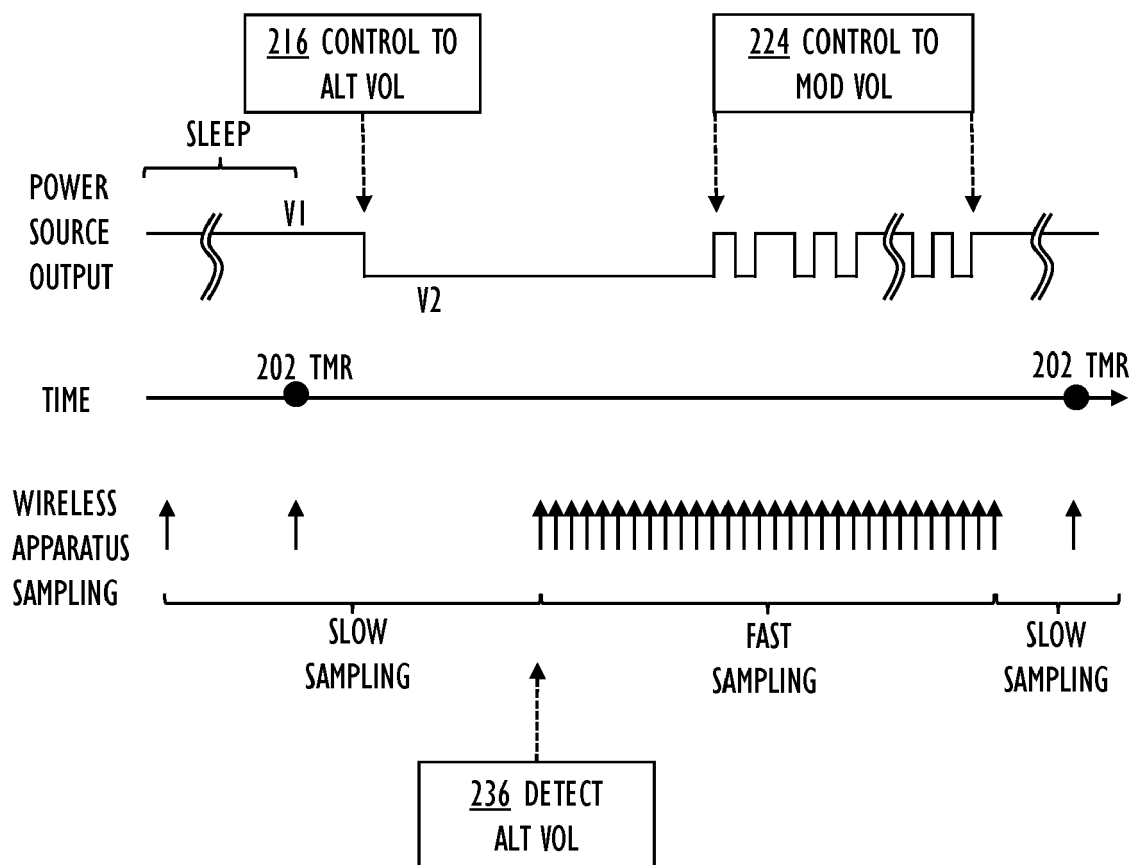 216 CONTROL TO
ALT VOL
224 CONTROL TO
MOD VOL
SLEEP
POWER
SOURCE
OUTPUT
V1
V2
202 TMR
202 TMR
TIME
WIRELESS
APPARATUS
SAMPLING
SLOW
SAMPLING
FAST
SAMPLING
SLOW
SAMPLING
236 DETECT
ALT VOL